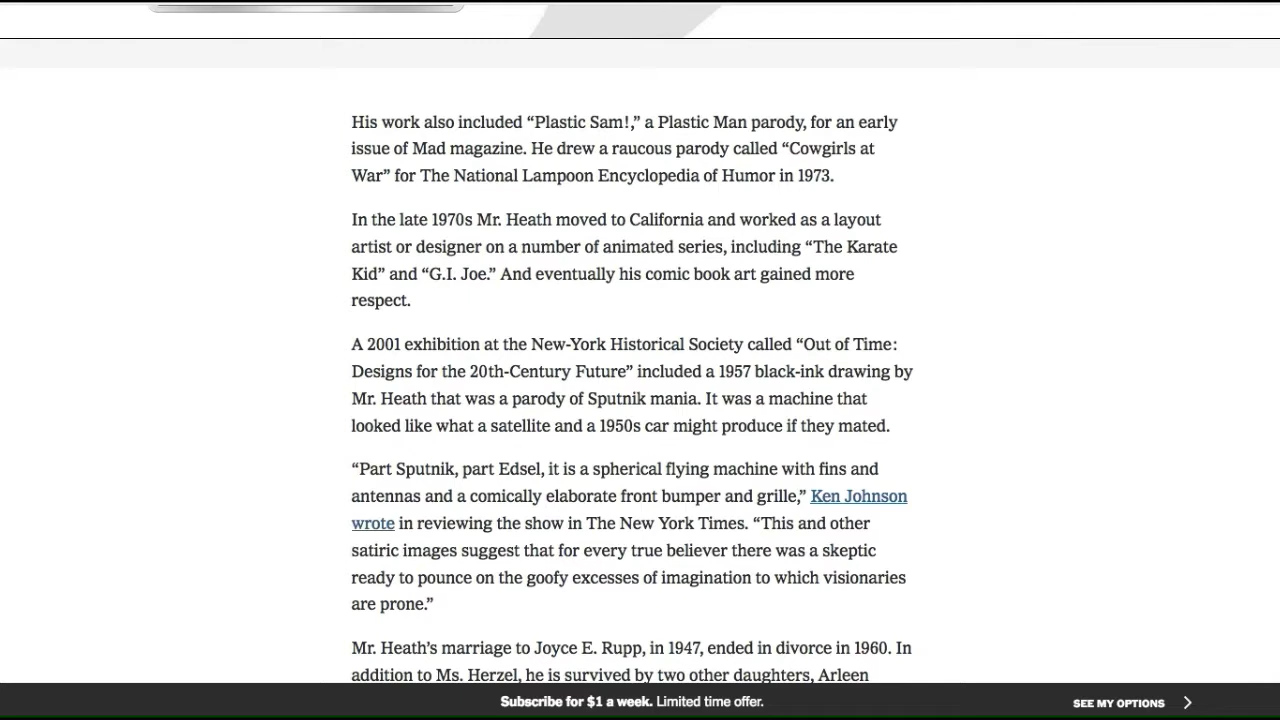 His work also included “Plastic Sam!,” a Plastic Man parody, for an early
issue of Mad magazine. He drew a raucous parody called “Cowgirls at
War” for The National Lampoon Encyclopedia of Humor in 1973.
In the late 1970s Mr. Heath moved to California and worked as a layout
artist or designer on a number of animated series, including “The Karate
Kid” and “G.I. Joe.” And eventually his comic book art gained more
respect.
A 2001 exhibition at the New-York Historical Society called “Out of Time:
Designs for the 20th-Century Future” included a 1957 black-ink drawing by
Mr. Heath that was a parody of Sputnik mania. It was a machine that
looked like what a satellite and a 1950s car might produce if they mated.
“Part Sputnik, part Edsel, it is a spherical flying machine with fins and
antennas and a comically elaborate front bumper and grille,” Ken Johnson
wrote in reviewing the show in The New York Times. “This and other
satiric images suggest that for every true believer there was a skeptic
ready to pounce on the goofy excesses of imagination to which visionaries
are prone.”
Mr. Heath’s marriage to Joyce E. Rupp, in 1947, ended in divorce in 1960. In
addition to Ms. Herzel, he is survived by two other daughters, Arleen
Subscribe for $1 a week. Limited time offer.
SEE MY OPTIONS